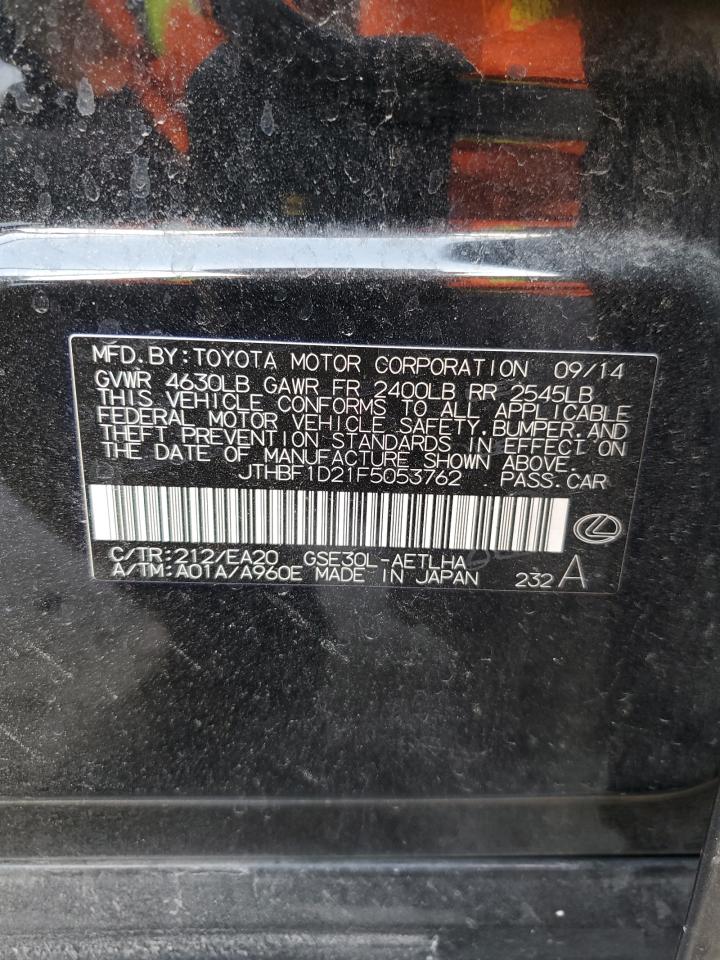 MFD.BY:TOYOTA MOTOR CORPORATION 09/14
GVWR 4630LB GAWR FR 2400LB RR 2545LB
THIS VEHICLE CONFORMS TO ALL APPLICABLE
FEDERAL MOTOR VEHICLE SAFETY,BUMPER,AND
THEFT PREVENTION STANDARDS IN EFFECT ON
THE DATE OF MANUFACTURE SHOWN ABOVE.
JTHBF1D21F5053762 PASS.CAR
C/TR:212/EA20 GSE30L-AETLHA
A/TM:A01A/A960E MADE IN JAPAN 232 A